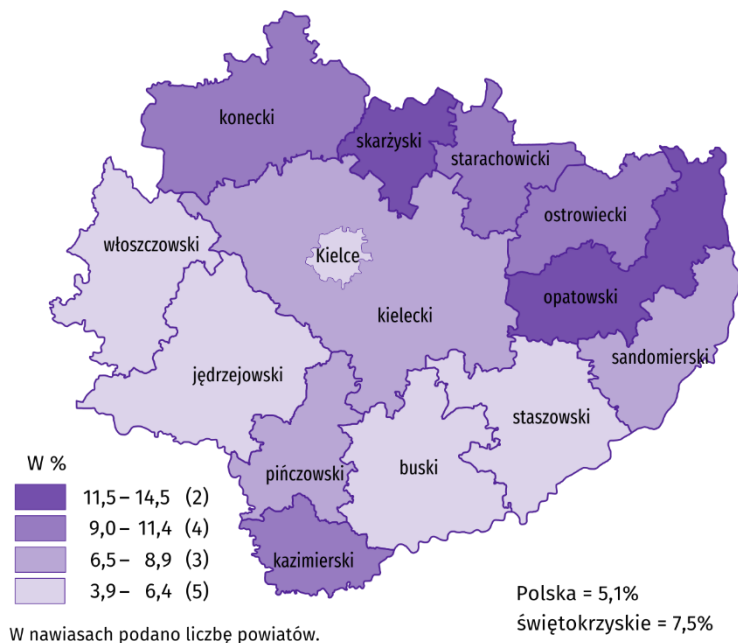 konecki
skarżyski
starachowicki
ostrowiecki
włoszczowski
Kielce
opatowski
kielecki
sandomierski
jędrzejowski
staszowski
pińczowski
buski
kazimierski
W %
11,5 – 14,5 (2)
9,0 – 11,4 (4)
6,5 – 8,9 (3)
3,9 – 6,4 (5)
Polska = 5,1%
świętokrzyskie = 7,5%
W nawiasach podano liczbę powiatów.